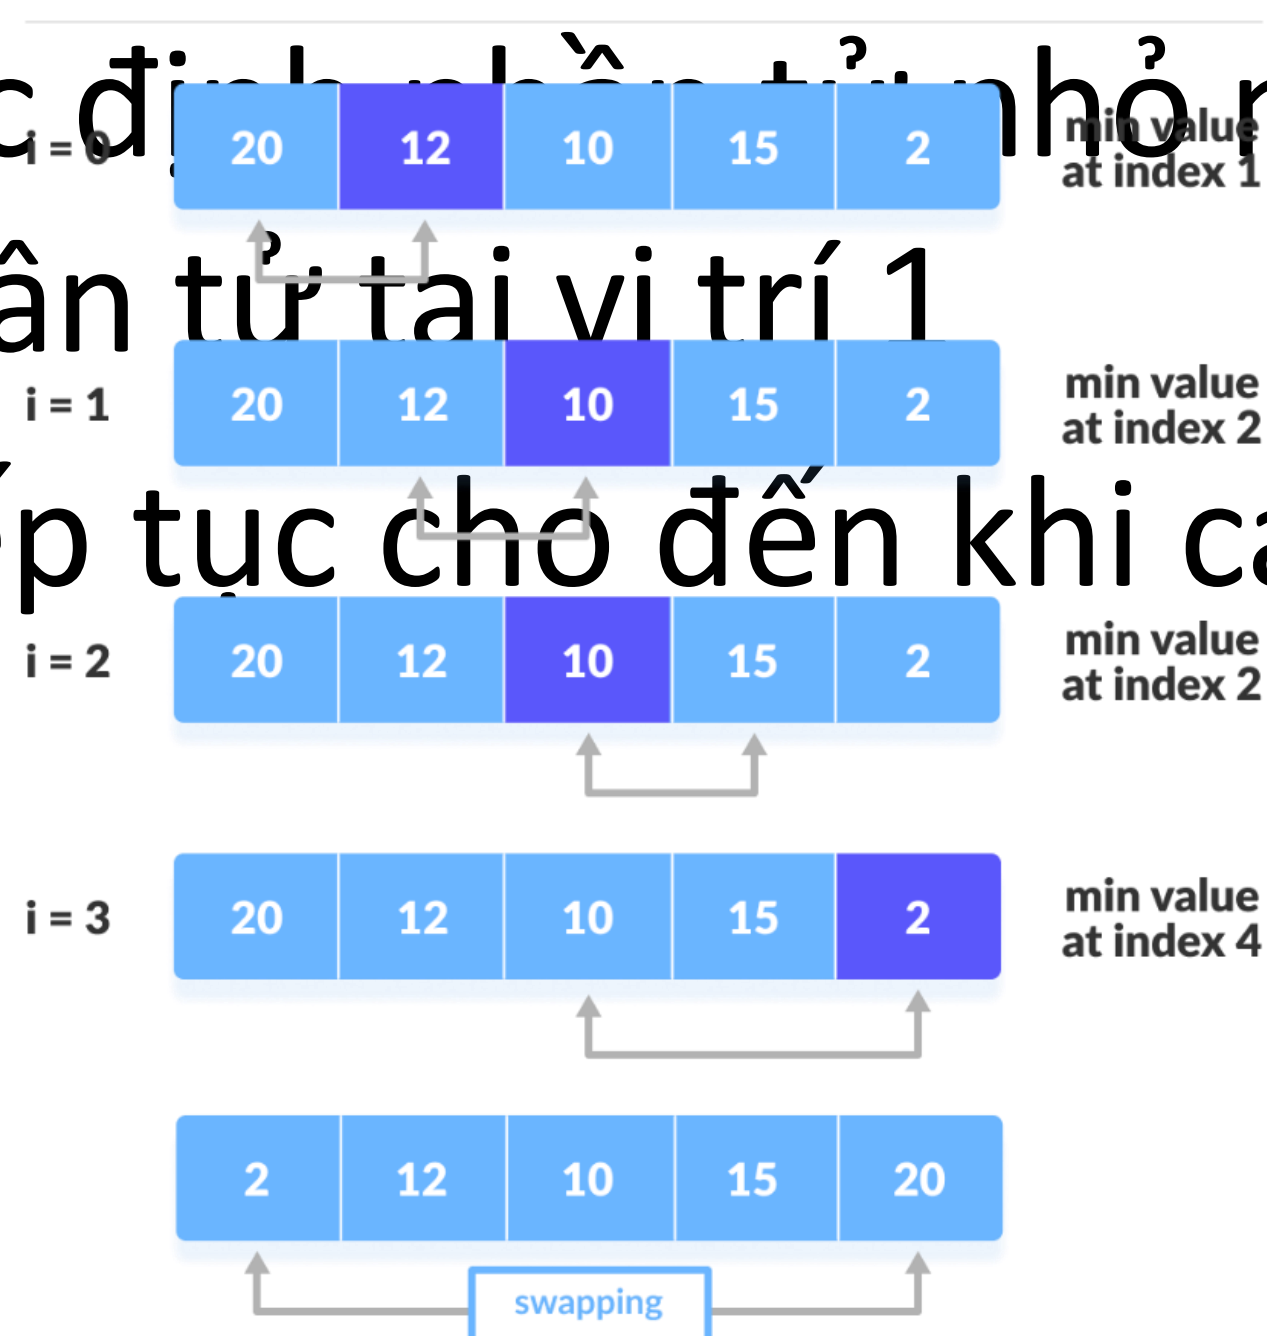 c định phần tử nhỏ
i = 0 20 12 10 15 2 min value
at index 1
tử tại vị trí 1
i = 1 20 12 10 15 2 min value
at index 2
tục cho đến khi
i = 2 20 12 10 15 2 min value
at index 2
i = 3 20 12 10 15 2 min value
at index 4
2 12 10 15 20
swapping